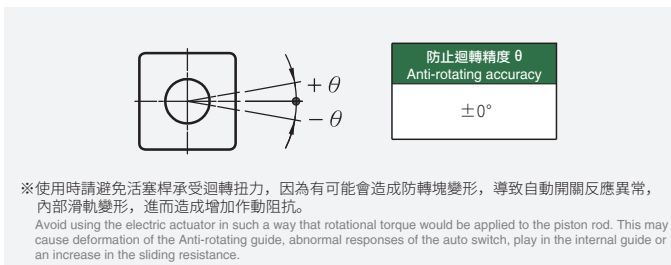 防止迴轉精度 θ
Anti-rotating accuracy
±0°
+θ
−θ
※使用時請避免活塞桿承受迴轉扭力，因為有可能會造成防轉塊變形，導致自動開關反應異常，
內部滑軌變形，進而造成增加作動阻抗。
Avoid using the electric actuator in such a way that rotational torque would be applied to the piston rod. This may
cause deformation of the Anti-rotating guide, abnormal responses of the auto switch, play in the internal guide or
an increase in the sliding resistance.